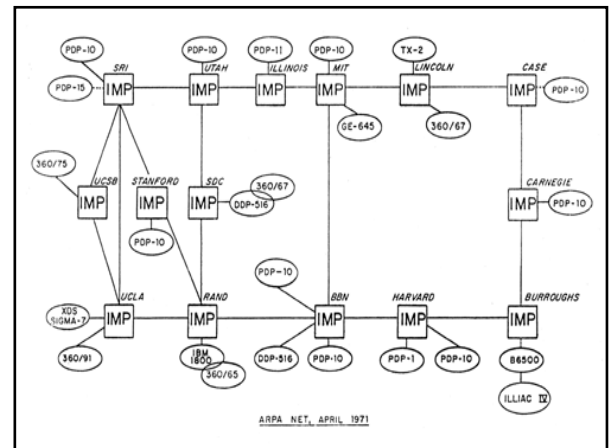 PDP-10
PDP-10
PDP-11
PDP-10
TX-2
SRI
UTAH
ILLINOIS
MIT
LINCOLN
CASE
PDP-15
IMP
IMP
IMP
IMP
IMP
IMP
PDP-10
GE-645
360/67
360/75
UCSB
STANFORD
SDC
360/67
CARNEGIE
IMP
IMP
IMP
DDP-516
IMP
PDP-10
PDP-10
PDP-10
UCLA
RAND
BBN
HARVARD
BURROUGHS
XDS
SIGMA-7
IMP
IMP
IMP
IMP
IMP
360/91
IBM
1800
360/65
DDP-516
PDP-10
PDP-1
PDP-10
B6500
ILLIAC IV
ARPA NET, APRIL 1971